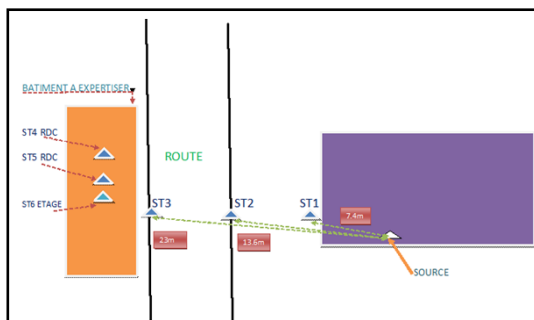 BATIMENT A EXPERTISER
ST4 RDC
ROUTE
ST5 RDC
ST6 ETAGE
ST3
ST2
ST1
7.4m
23m
13.6m
SOURCE